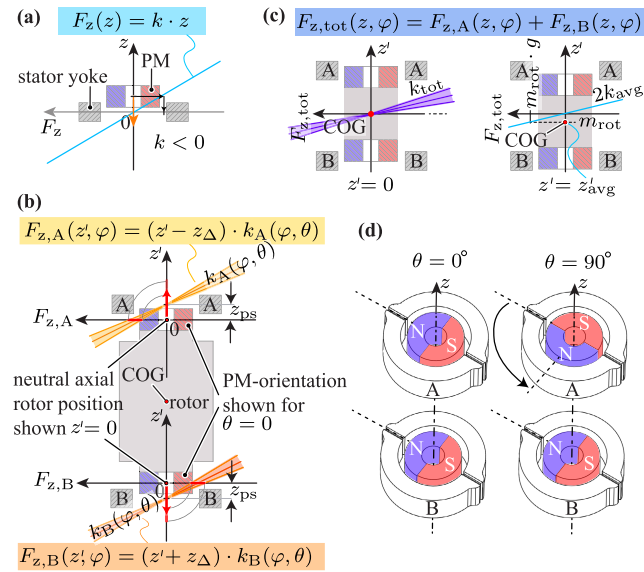 (a)
F_z(z) = k · z
z
PM
stator yoke
F_z
0
k < 0
(b)
F_z,A(z′,φ) = (z′− z_Δ) · k_A(φ, θ)
z′
k_A(φ, θ)
A
A
F_z,A
0
z_ps
neutral axial
rotor position
shown z′= 0
COG
rotor
z′
PM-orientation
shown for
θ = 0
F_z,B
0
B
B
z_ps
k_B(φ, θ)
F_z,B(z′,φ) = (z′+ z_Δ) · k_B(φ, θ)
(c)
F_z,tot(z, φ) = F_z,A(z, φ) + F_z,B(z, φ)
z′
A
A
k_tot
F_z,tot
COG
B
B
z′= 0
z′
A
A
m_rot · g
2k_avg
F_z,tot
m_rot
COG
B
B
z′= z′_avg
(d)
θ = 0°
θ = 90°
z
z
N
S
A
S
N
A
N
S
B
N
S
B